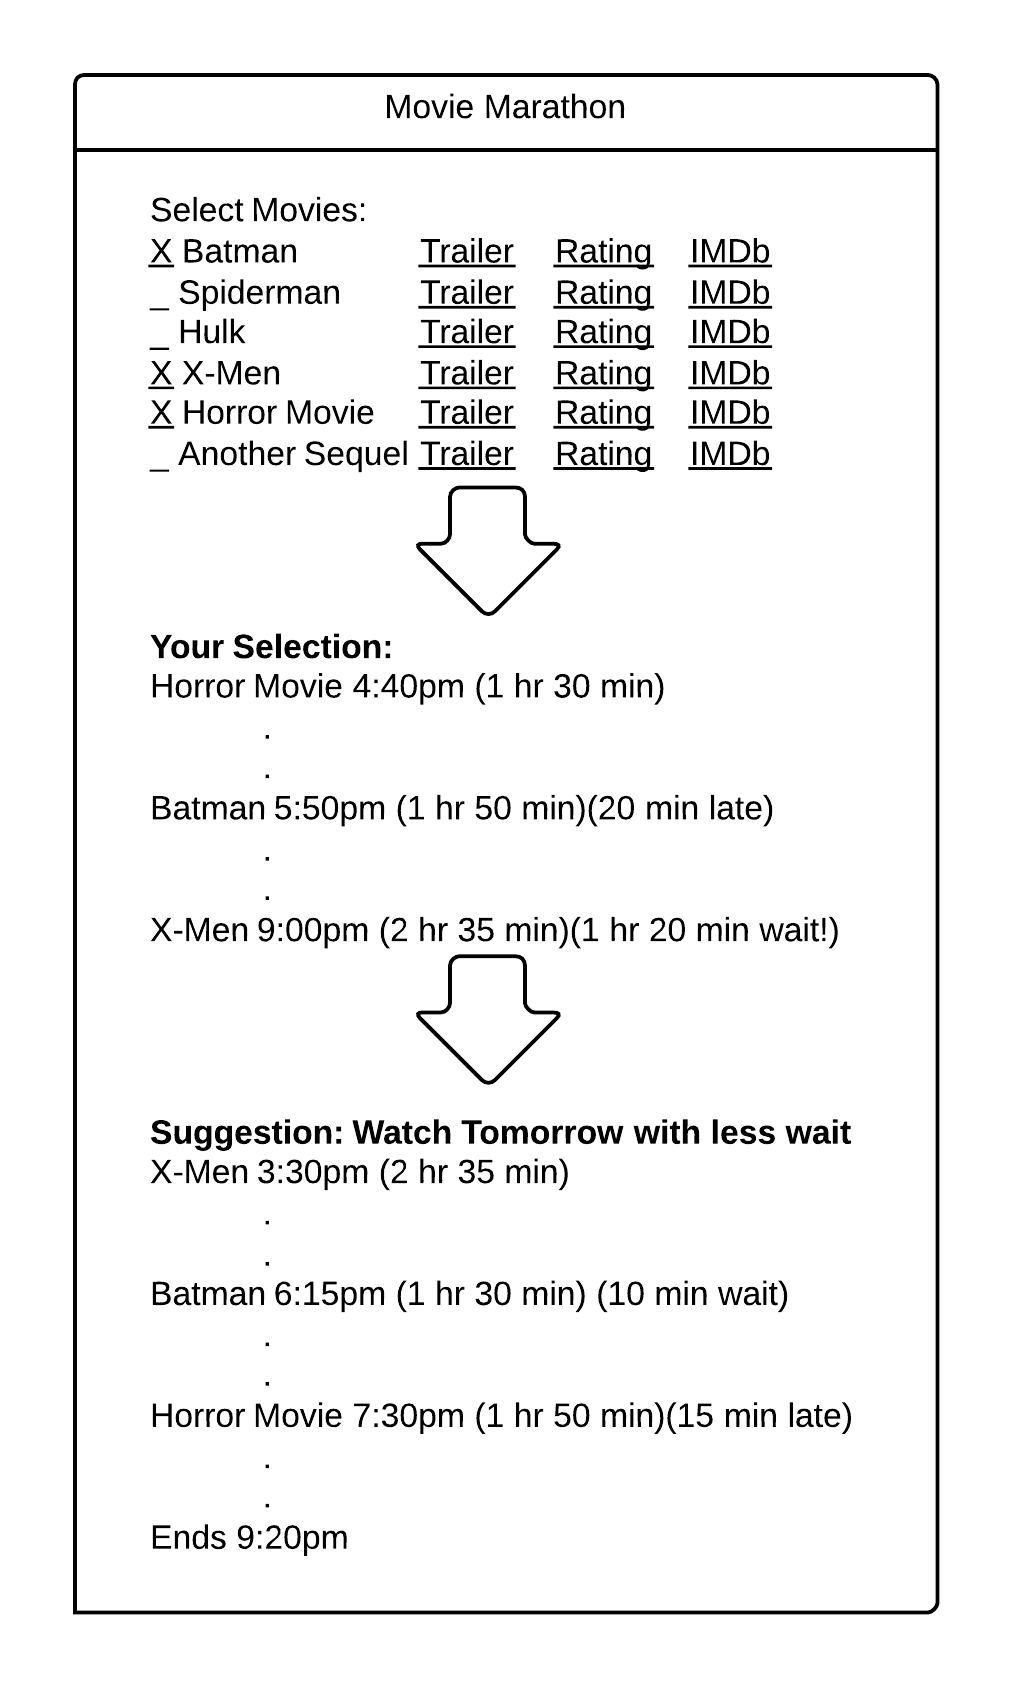 Movie Marathon
Select Movies:
X Batman Trailer Rating IMDb
_ Spiderman Trailer Rating IMDb
_ Hulk Trailer Rating IMDb
X X-Men Trailer Rating IMDb
X Horror Movie Trailer Rating IMDb
_ Another Sequel Trailer Rating IMDb
Your Selection:
Horror Movie 4:40pm (1 hr 30 min)
.
.
Batman 5:50pm (1 hr 50 min)(20 min late)
.
.
X-Men 9:00pm (2 hr 35 min)(1 hr 20 min wait!)
Suggestion: Watch Tomorrow with less wait
X-Men 3:30pm (2 hr 35 min)
.
.
Batman 6:15pm (1 hr 30 min) (10 min wait)
.
.
Horror Movie 7:30pm (1 hr 50 min)(15 min late)
.
.
Ends 9:20pm